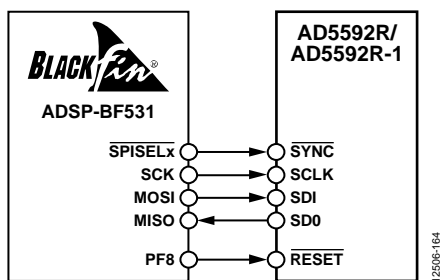 BLACKfin®
ADSP-BF531
SPISELx
SCK
MOSI
MISO
PF8
AD5592R/
AD5592R-1
SYNC
SCLK
SDI
SD0
RESET
12506-164